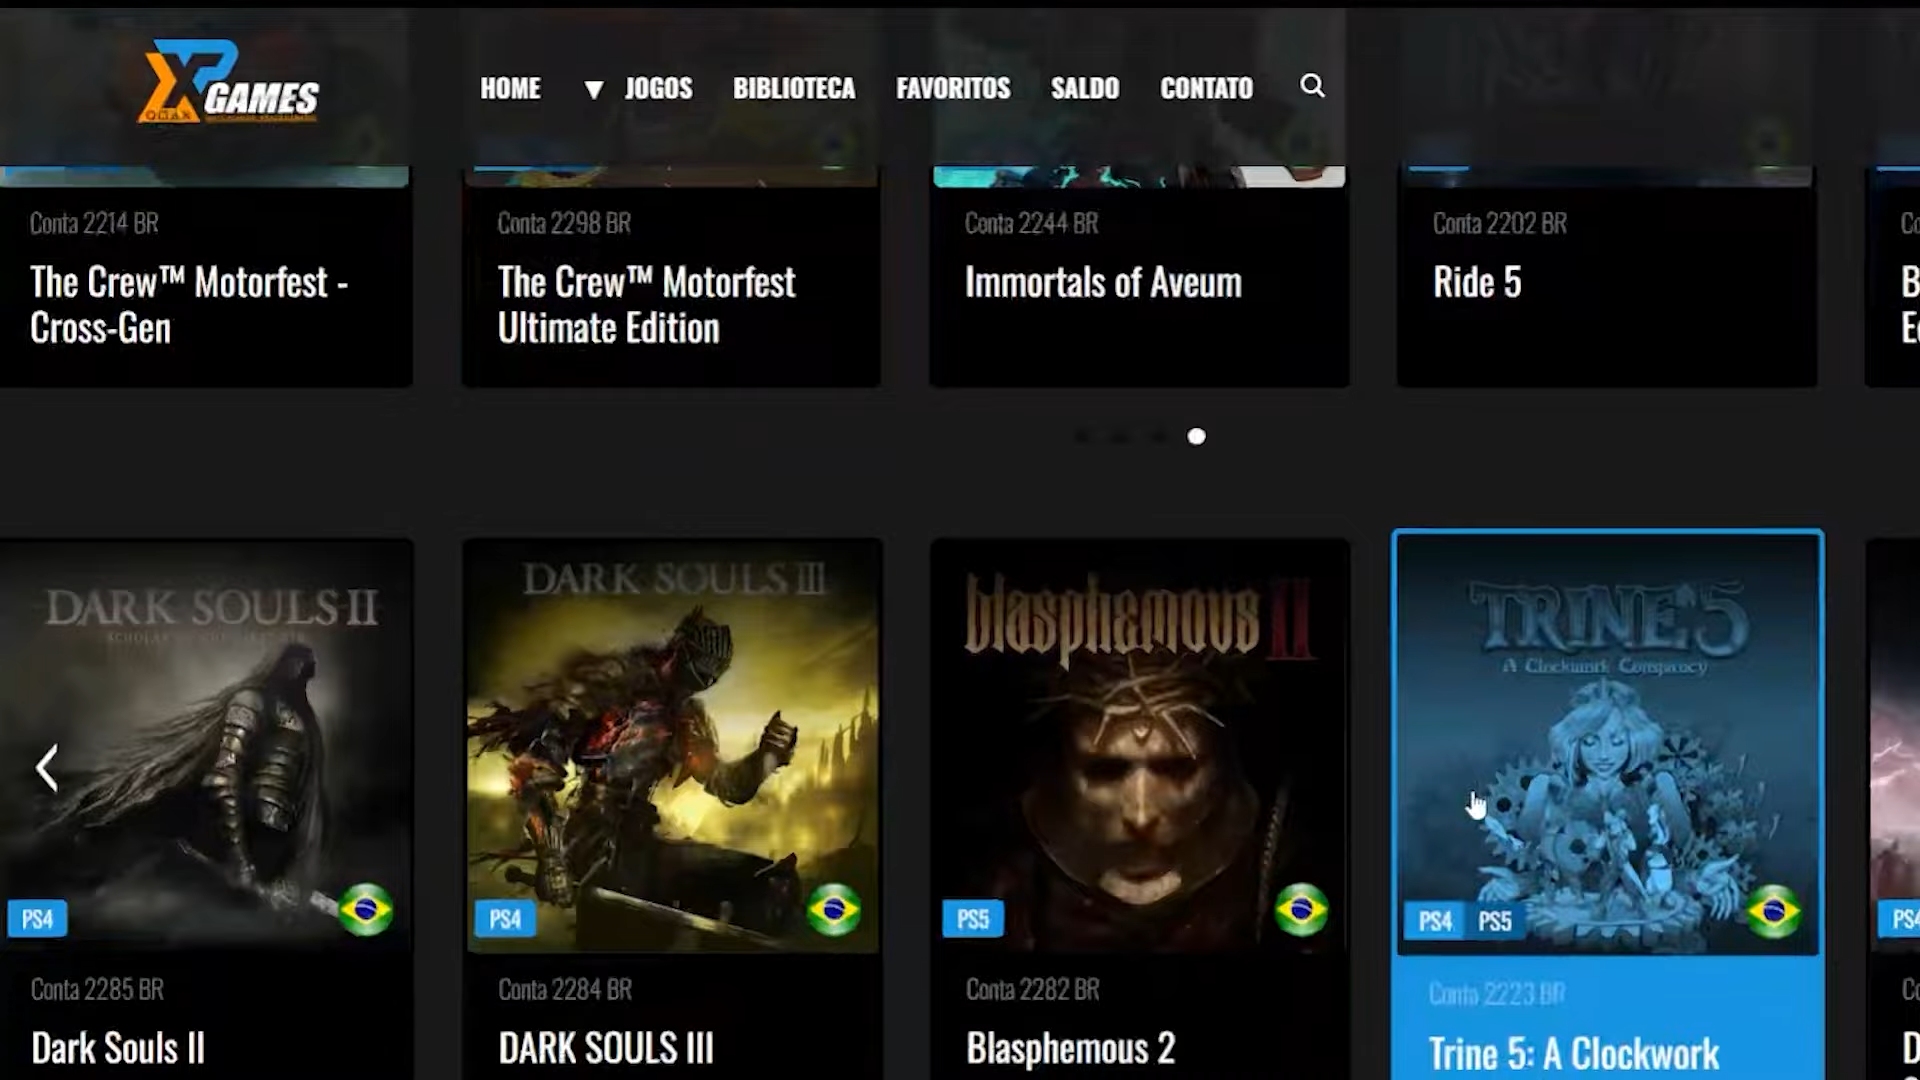 XP GAMES
HOME ▼ JOGOS BIBLIOTECA FAVORITOS SALDO CONTATO
Conta 2214 BR
The Crew™ Motorfest -
Cross-Gen
Conta 2298 BR
The Crew™ Motorfest
Ultimate Edition
Conta 2244 BR
Immortals of Aveum
Conta 2202 BR
Ride 5
DARK SOULS II
PS4
Conta 2285 BR
Dark Souls II
DARK SOULS III
PS4
Conta 2284 BR
DARK SOULS III
blasphemous II
PS5
Conta 2282 BR
Blasphemous 2
TRINE 5
A Clockwork Conspiracy
PS4 PS5
Conta 2223 BR
Trine 5: A Clockwork